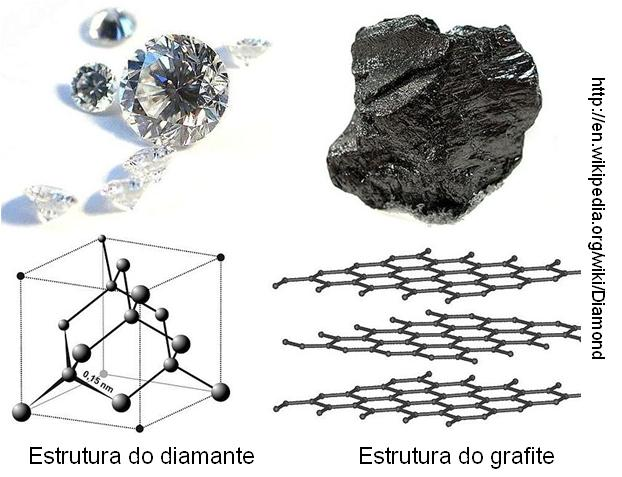 http://en.wikipedia.org/wiki/Diamond
0,15 nm
Estrutura do diamante
Estrutura do grafite